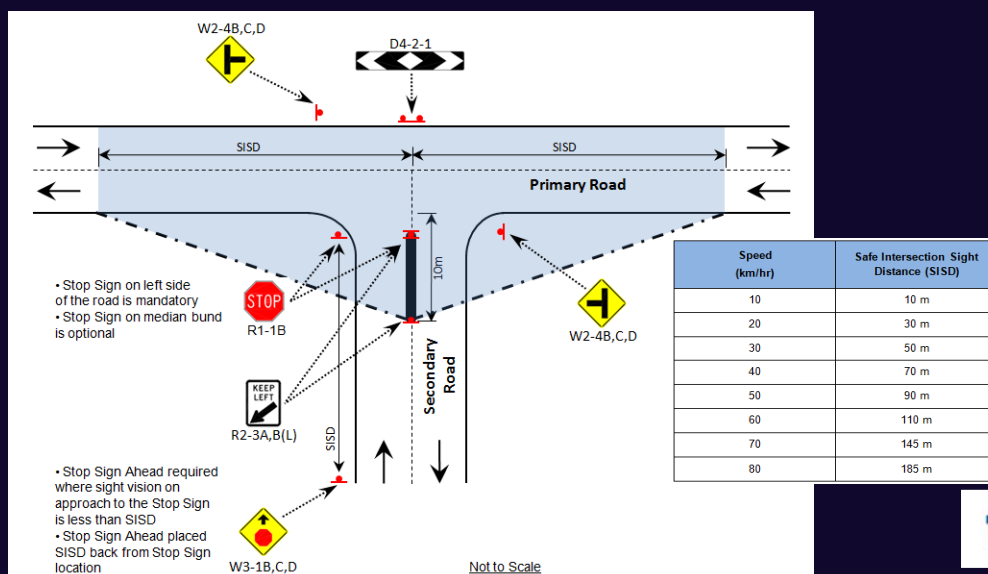 W2-4B,C,D
D4-2-1
SISD
SISD
Primary Road
10m
• Stop Sign on left side
of the road is mandatory
• Stop Sign on median bund
is optional
STOP
R1-1B
W2-4B,C,D
KEEP
LEFT
R2-3A,B(L)
SISD
Secondary
Road
• Stop Sign Ahead required
where sight vision on
approach to the Stop Sign
is less than SISD
• Stop Sign Ahead placed
SISD back from Stop Sign
location
W3-1B,C,D
Not to Scale
Speed
(km/hr)
Safe Intersection Sight
Distance (SISD)
10
10 m
20
30 m
30
50 m
40
70 m
50
90 m
60
110 m
70
145 m
80
185 m